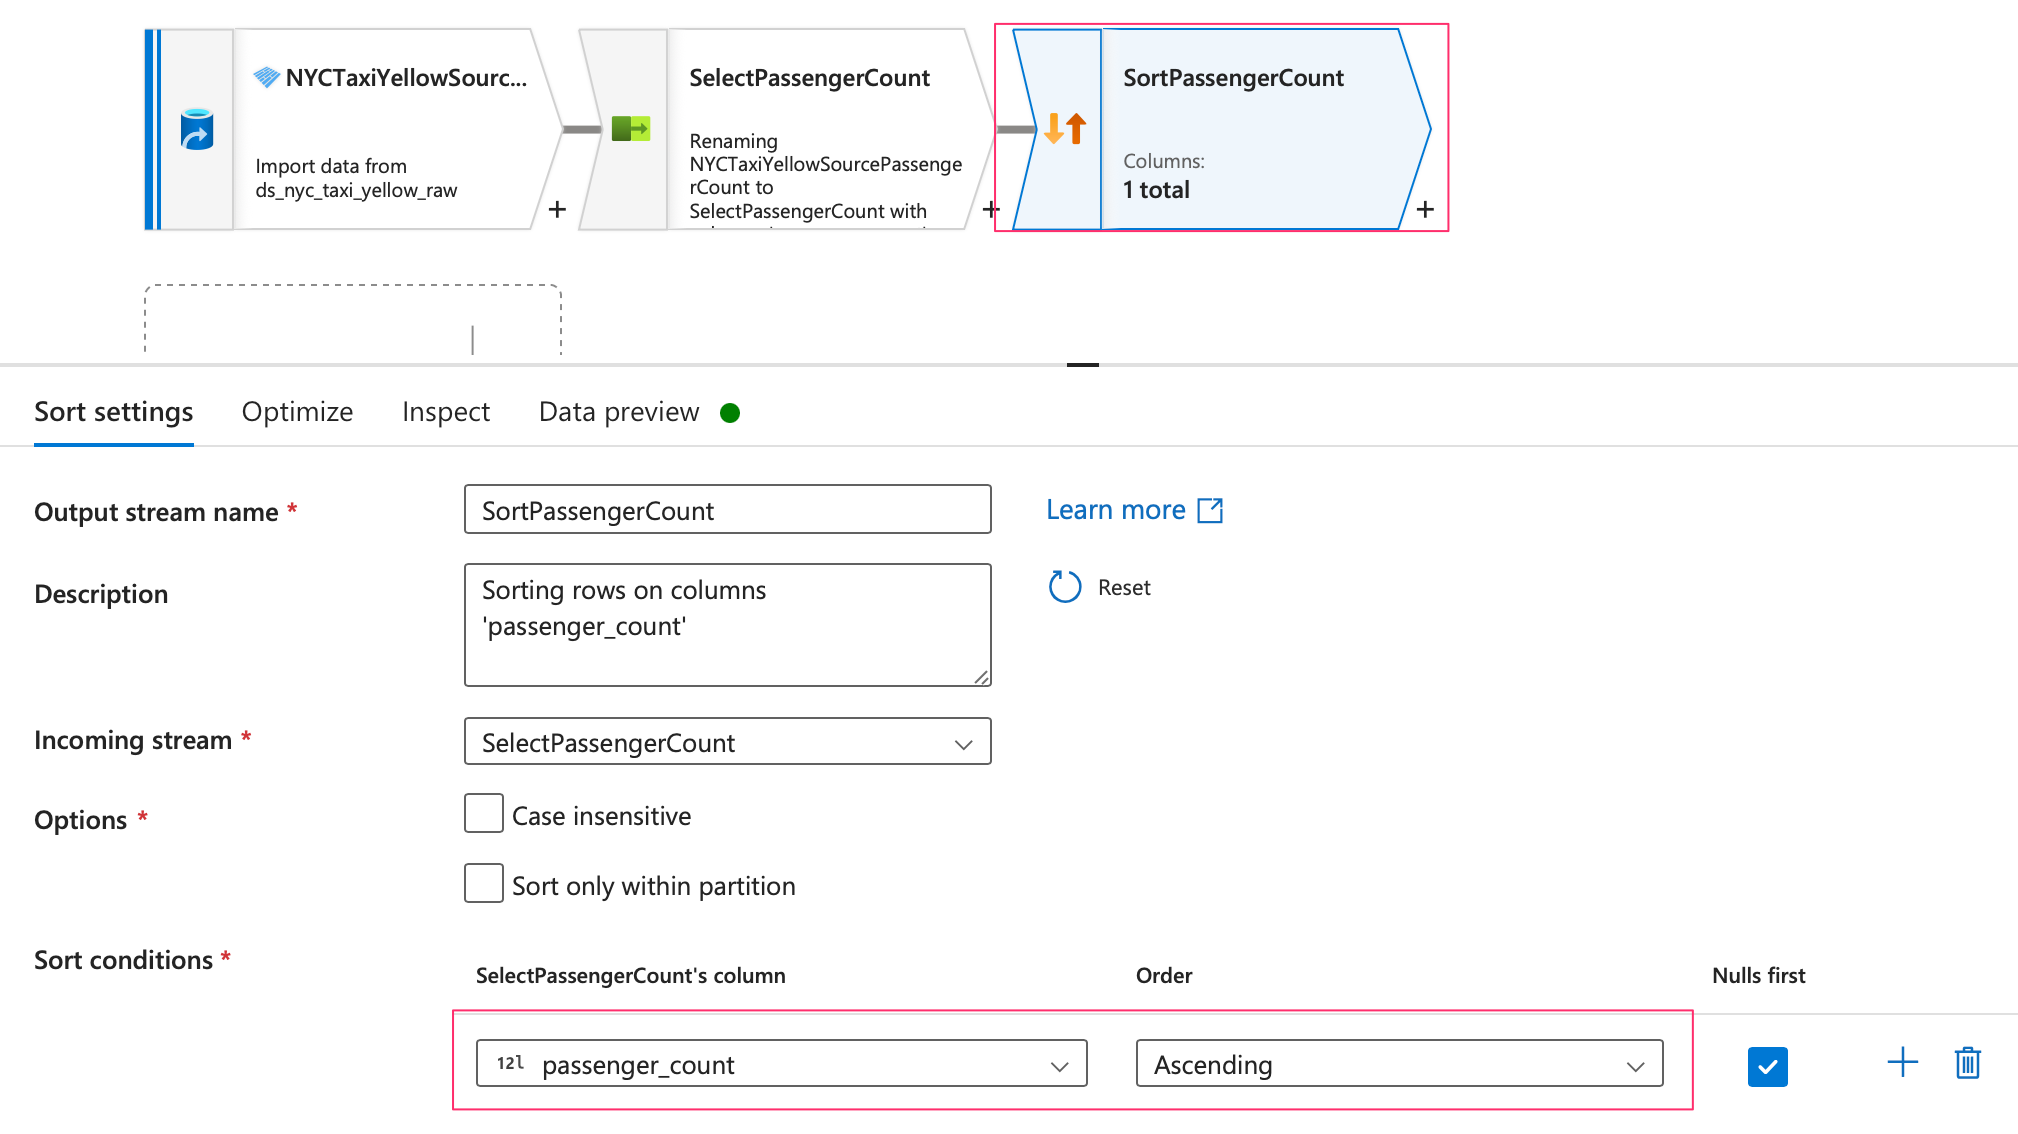 NYCTaxiYellowSourc...
Import data from
ds_nyc_taxi_yellow_raw
+
SelectPassengerCount
Renaming
NYCTaxiYellowSourcePassenge
rCount to
SelectPassengerCount with
+
SortPassengerCount
Columns:
1 total
+
Sort settings
Optimize
Inspect
Data preview
Output stream name *
SortPassengerCount
Learn more
Description
Sorting rows on columns
'passenger_count'
Reset
Incoming stream *
SelectPassengerCount
Options *
Case insensitive
Sort only within partition
Sort conditions *
SelectPassengerCount's column
Order
Nulls first
12l passenger_count
Ascending